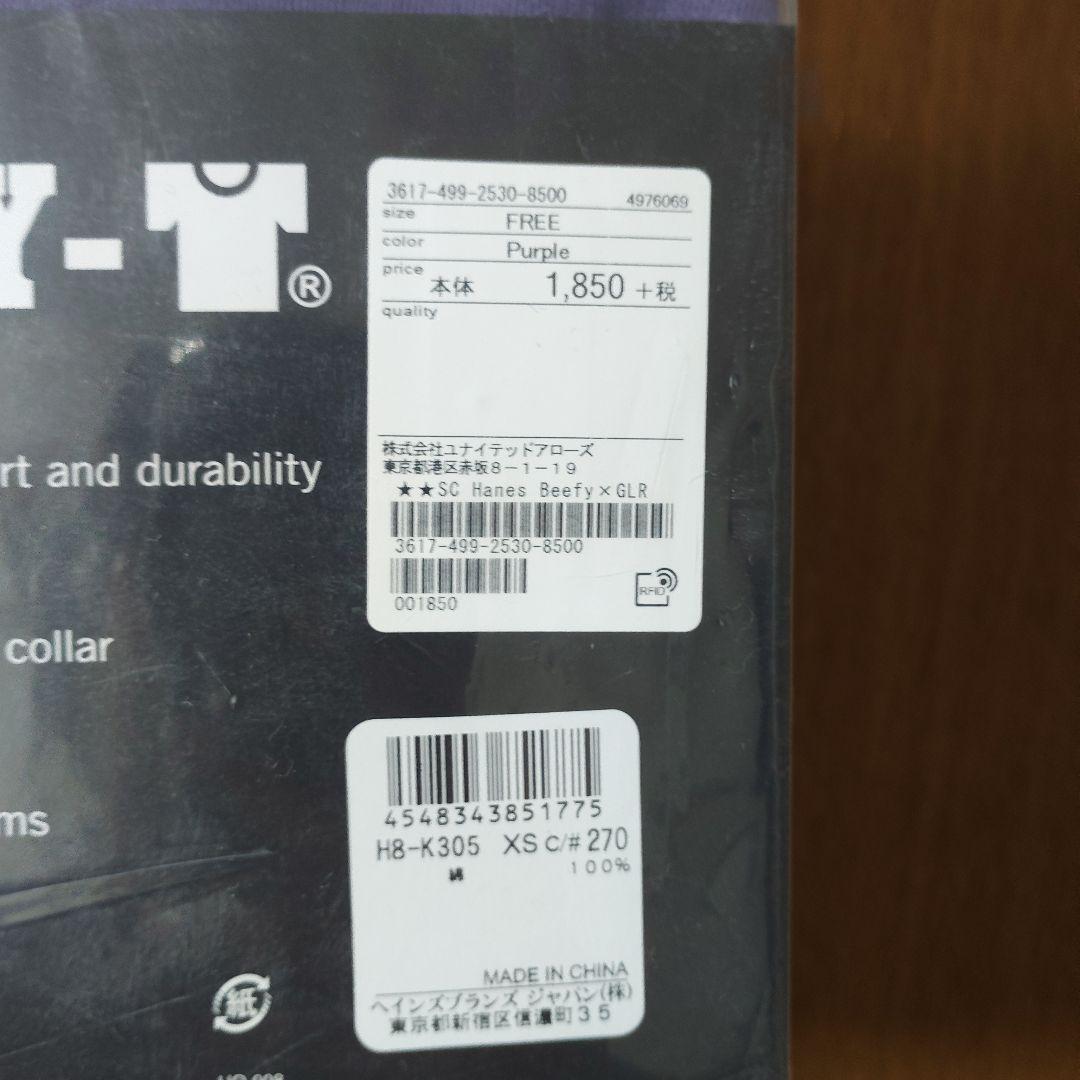 Y-T®
rt and durability
collar
ms
紙
3617-499-2530-8500 4976069
size FREE
color Purple
price 本体 1,850 +税
quality
株式会社ユナイテッドアローズ
東京都港区赤坂8-1-19
★★SC Hanes Beefy×GLR
3617-499-2530-8500
001850
RFID
4548343851775
H8-K305 XS C/# 270
綿 100%
MADE IN CHINA
ヘインズブランズ ジャパン(株)
東京都新宿区信濃町35